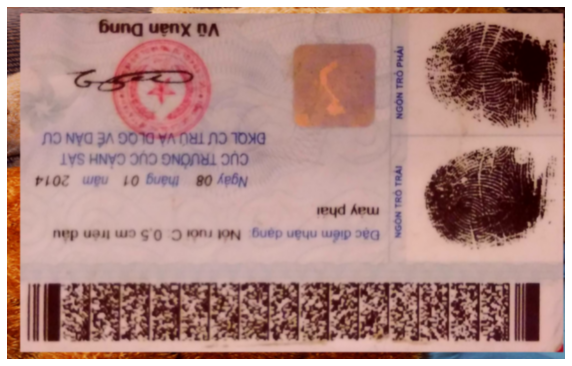 Đặc điểm nhận dạng: Nốt ruồi C. 0,5 cm trên đầu
mày phải
Ngày 08 tháng 01 năm 2014
CỤC TRƯỞNG CỤC CẢNH SÁT
ĐKQL CƯ TRÚ VÀ DLQG VỀ DÂN CƯ
Vũ Xuân Dung
NGÓN TRỎ TRÁI
NGÓN TRỎ PHẢI